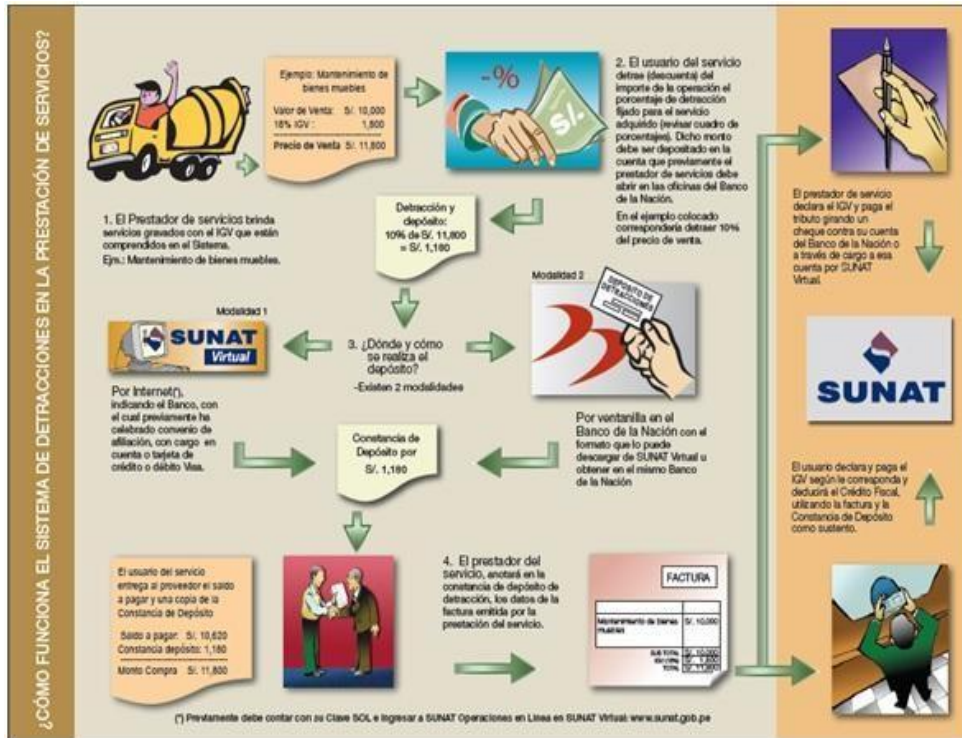 ¿CÓMO FUNCIONA EL SISTEMA DE DETRACCIONES EN LA PRESTACIÓN DE SERVICIOS?
Ejemplo: Mantenimiento de
bienes muebles
Valor de Venta: S/. 10,000
18% IGV : 1,800
Precio de Venta S/. 11,800
1. El Prestador de servicios brinda
servicios gravados con el IGV que están
comprendidos en el Sistema.
Ejm.: Mantenimiento de bienes muebles.
-%
S/.
2. El usuario del servicio
detrae (descuenta) del
importe de la operación el
porcentaje de detracción
fijado para el servicio
adquirido (revisar cuadro de
porcentajes). Dicho monto
debe ser depositado en la
cuenta que previamente el
prestador de servicios debe
abrir en las oficinas del Banco
de la Nación.
En el ejemplo colocado
correspondería detraer 10%
del precio de venta.
Detracción y
depósito:
10% de S/. 11,800
= S/. 1,180
3. ¿Dónde y cómo
se realiza el
depósito?
-Existen 2 modalidades
Modalidad 1
SUNAT
Virtual
Por Internet(*),
indicando el Banco, con
el cual previamente ha
celebrado convenio de
afiliación, con cargo en
cuenta o tarjeta de
crédito o débito Visa.
Modalidad 2
DEPOSITO DE
DETRACCIONES
Por ventanilla en el
Banco de la Nación con el
formato que lo puede
descargar de SUNAT Virtual u
obtener en el mismo Banco
de la Nación
Constancia de
Depósito por
S/. 1,180
El usuario del servicio
entrega al proveedor el saldo
a pagar y una copia de la
Constancia de Depósito
Saldo a pagar: S/. 10,620
Constancia depósito: 1,180
Monto Compra S/. 11,800
4. El prestador del
servicio, anotará en la
constancia de depósito de
detracción, los datos de la
factura emitida por la
prestación del servicio.
FACTURA
Mantenimiento de bienes
muebles S/. 10,000
SUB TOTAL S/. 10,000
IGV (18%) S/. 1,800
TOTAL S/. 11,800
El prestador de servicio
declara el IGV y paga el
tributo girando un
cheque contra su cuenta
del Banco de la Nación o
a través de cargo a esa
cuenta por SUNAT
Virtual.
SUNAT
El usuario declara y paga el
IGV según le corresponda y
deducirá el Crédito Fiscal,
utilizando la factura y la
Constancia de Depósito
como sustento.
(*) Previamente debe contar con su Clave SOL e ingresar a SUNAT Operaciones en Línea en SUNAT Virtual: www.sunat.gob.pe